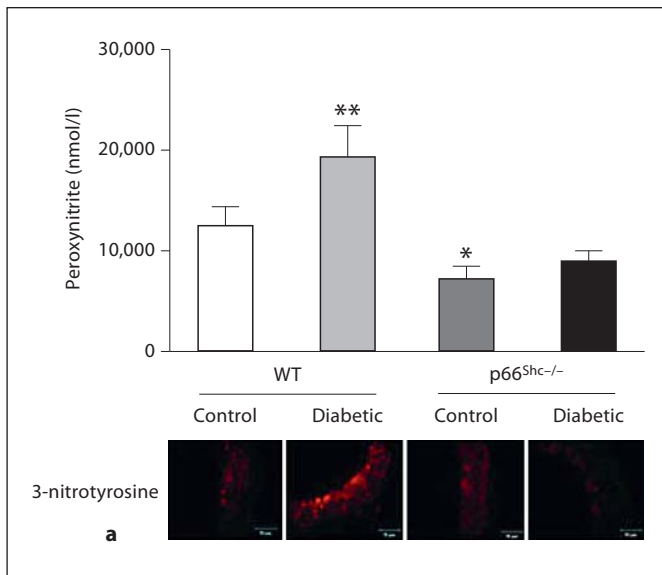 30,000
20,000
10,000
0
Peroxynitrite (nmol/l)
**
*
WT
p66Shc–/–
Control
Diabetic
Control
Diabetic
3-nitrotyrosine
a